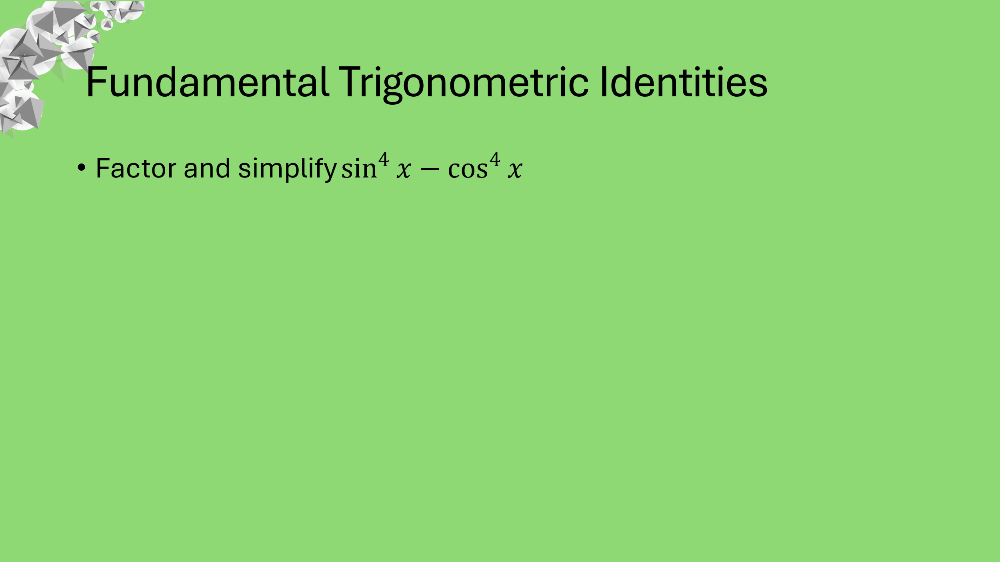 Fundamental Trigonometric Identities
• Factor and simplify sin⁴ x − cos⁴ x